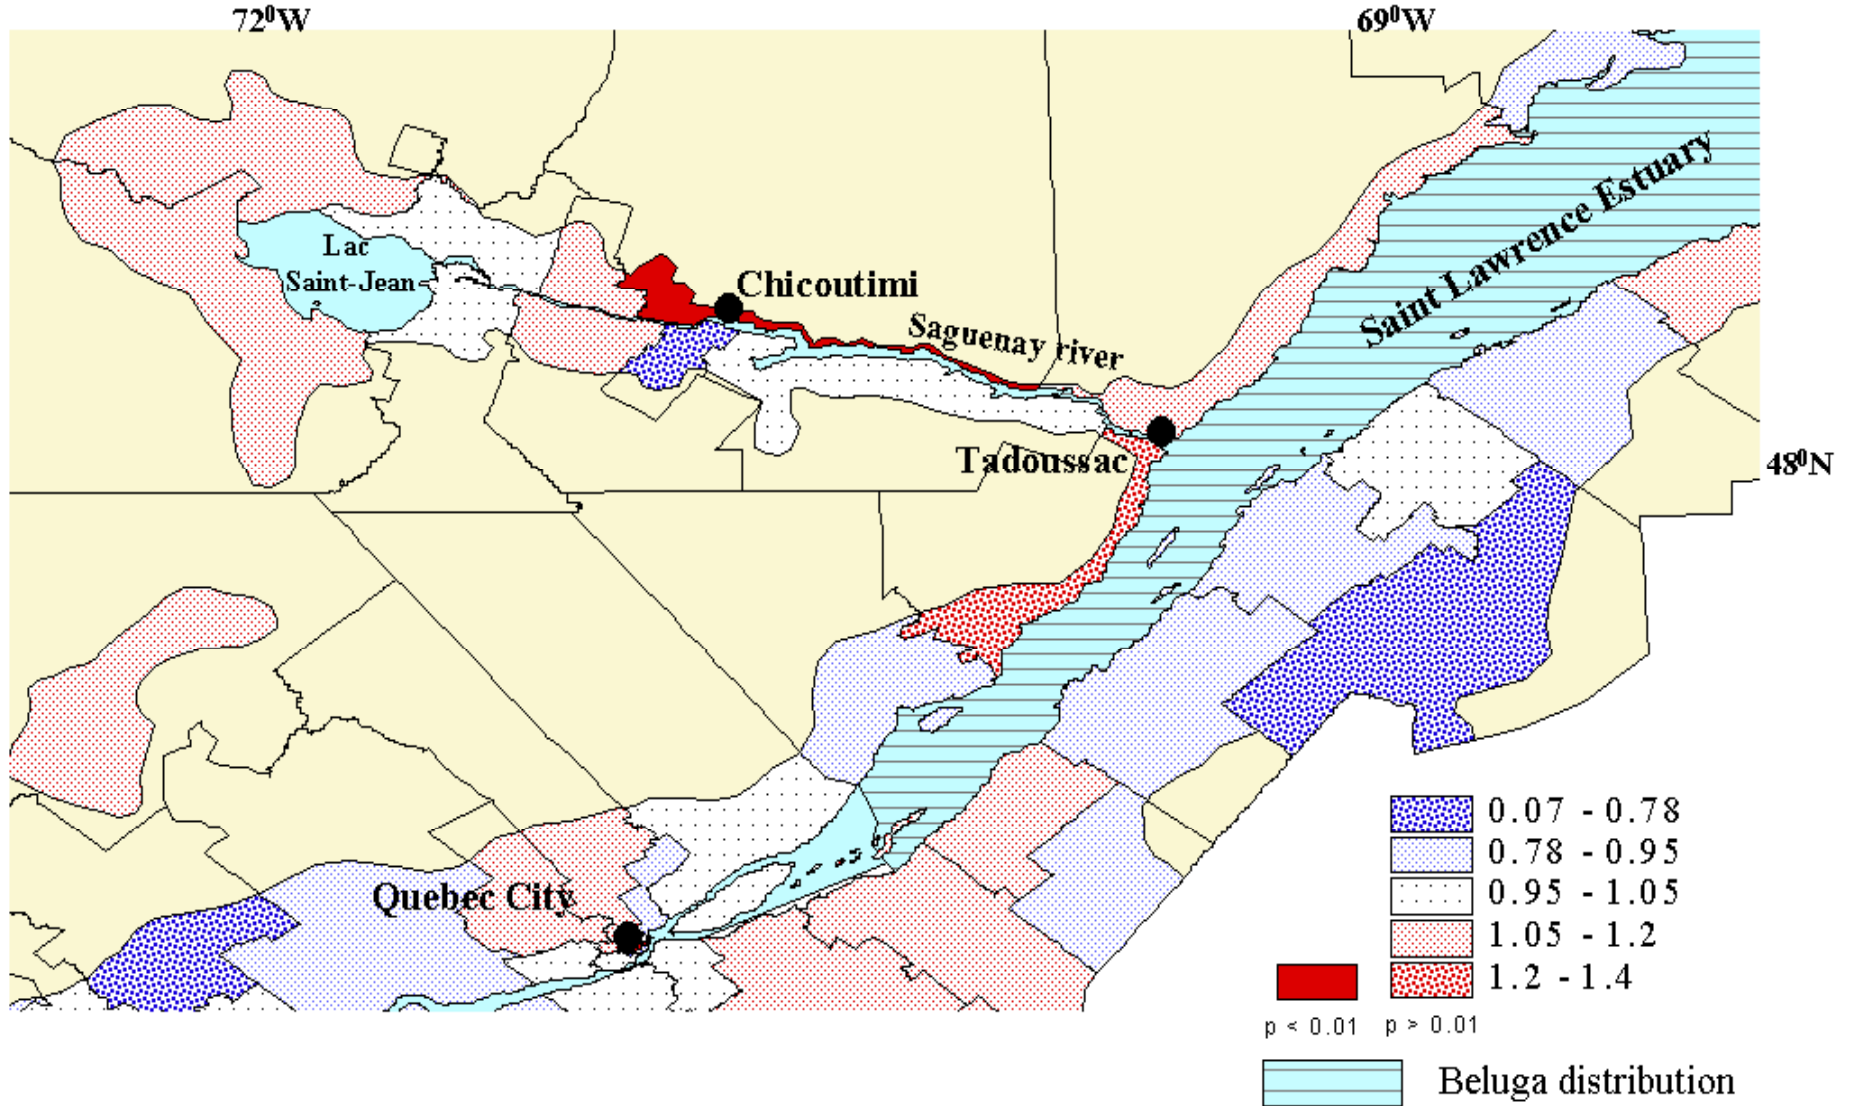 72⁰W
69⁰W
Saint Lawrence Estuary
Lac
Saint-Jean
Chicoutimi
Saguenay river
Tadoussac
48⁰N
0.07 - 0.78
0.78 - 0.95
Quebec City
0.95 - 1.05
1.05 - 1.2
1.2 - 1.4
p < 0.01
p > 0.01
Beluga distribution